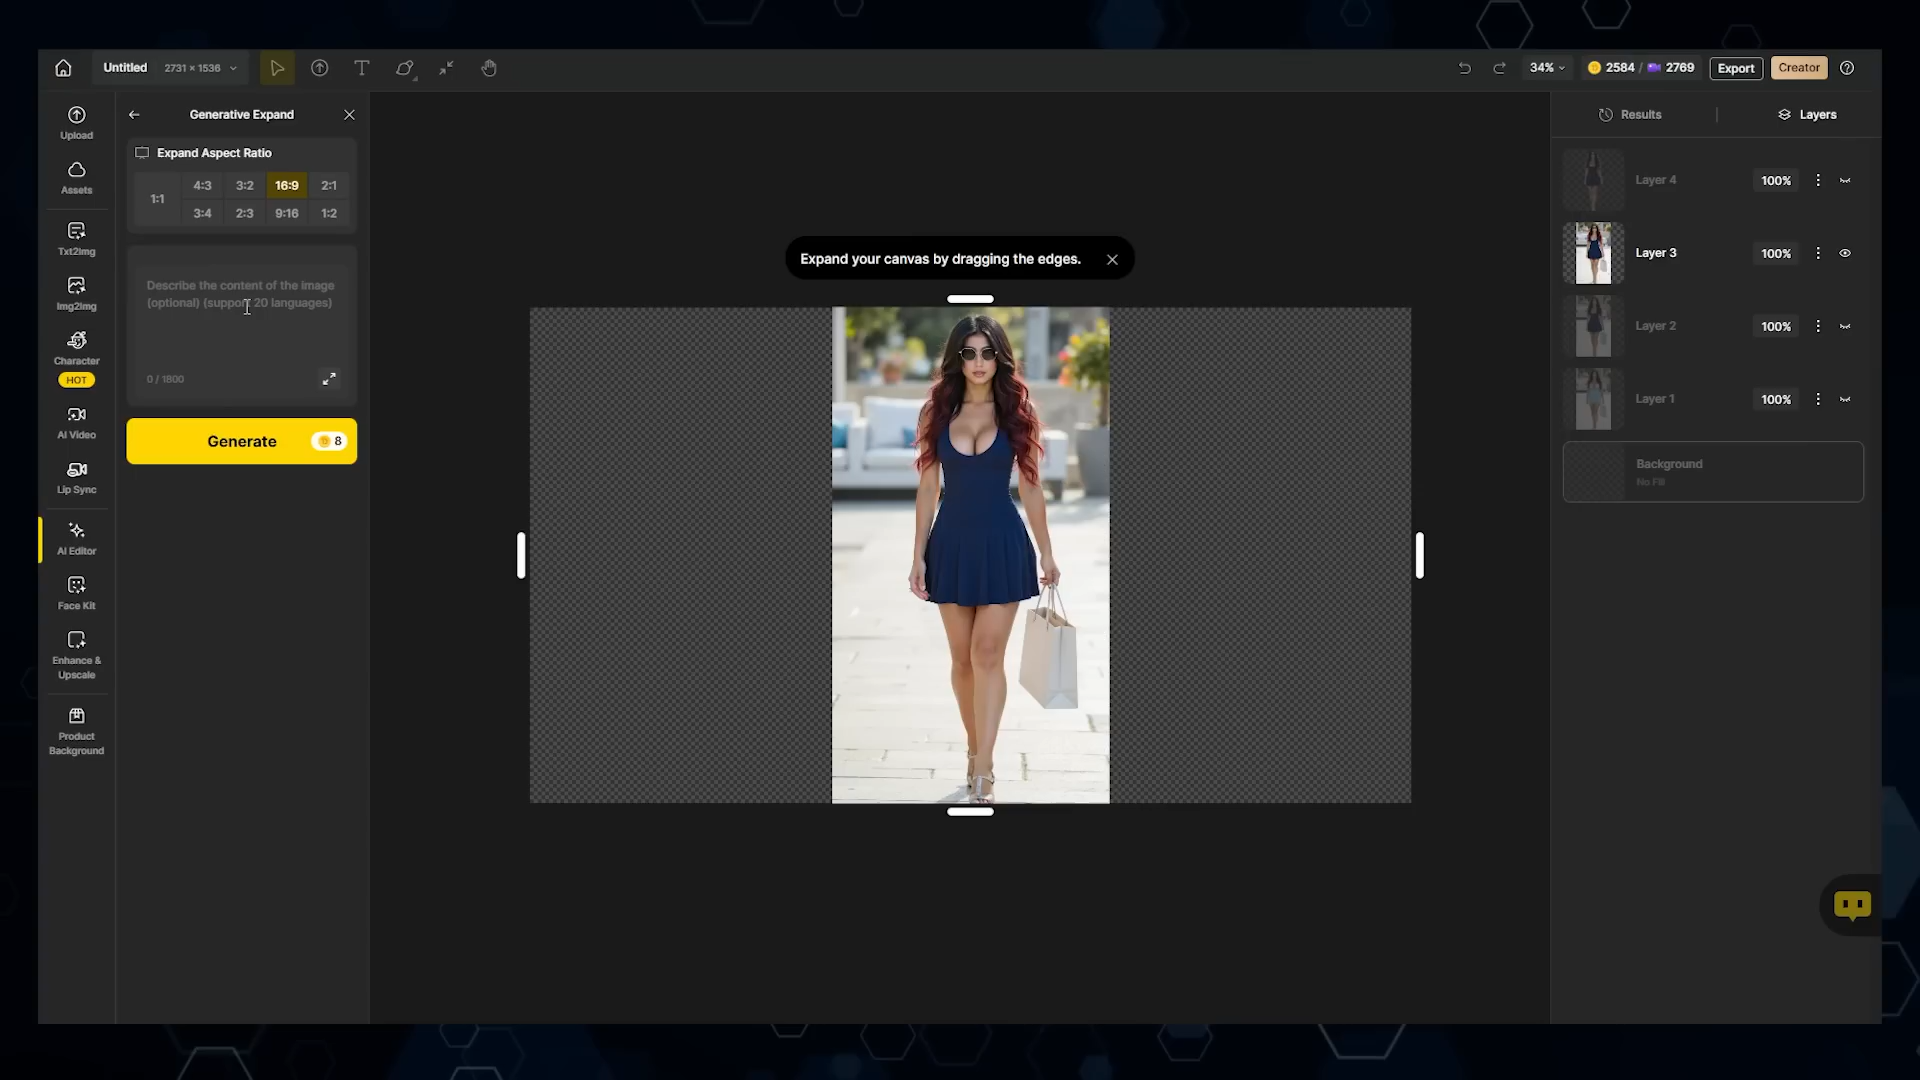 Untitled 2731 × 1536
34%
2584 / 2769
Export
Creator
Upload
Assets
Txt2Img
Img2Img
Character
HOT
AI Video
Lip Sync
AI Editor
Face Kit
Enhance &
Upscale
Product
Background
Generative Expand
Expand Aspect Ratio
1:1
4:3 3:2 16:9 2:1
3:4 2:3 9:16 1:2
Describe the content of the image
(optional) (support 20 languages)
0 / 1800
Generate 8
Expand your canvas by dragging the edges.
Results Layers
Layer 4 100%
Layer 3 100%
Layer 2 100%
Layer 1 100%
Background
No Fill